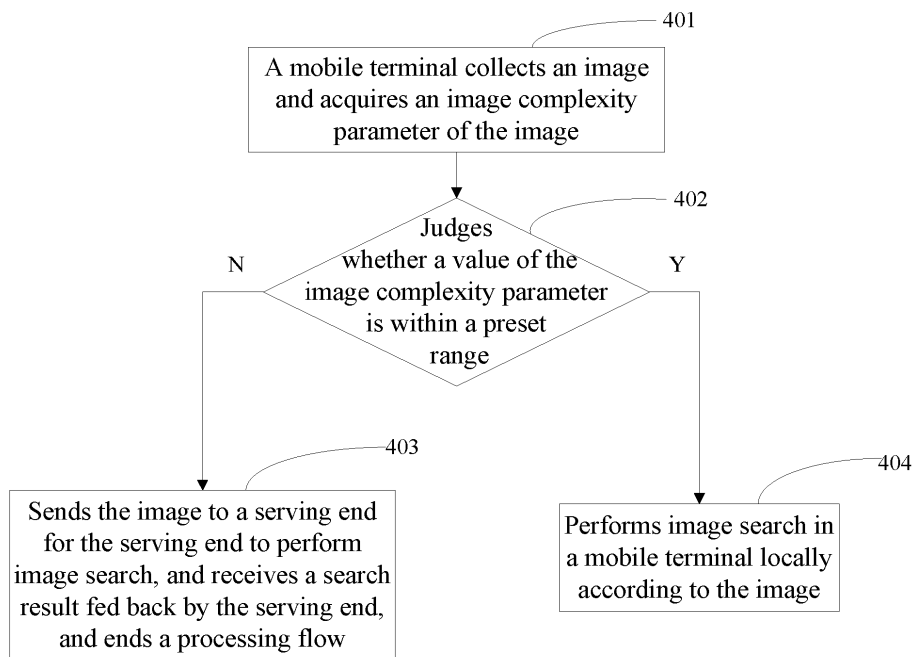 401
A mobile terminal collects an image
and acquires an image complexity
parameter of the image
402
Judges
whether a value of the
image complexity parameter
is within a preset
range
N
Y
403
Sends the image to a serving end
for the serving end to perform
image search, and receives a search
result fed back by the serving end,
and ends a processing flow
404
Performs image search in
a mobile terminal locally
according to the image